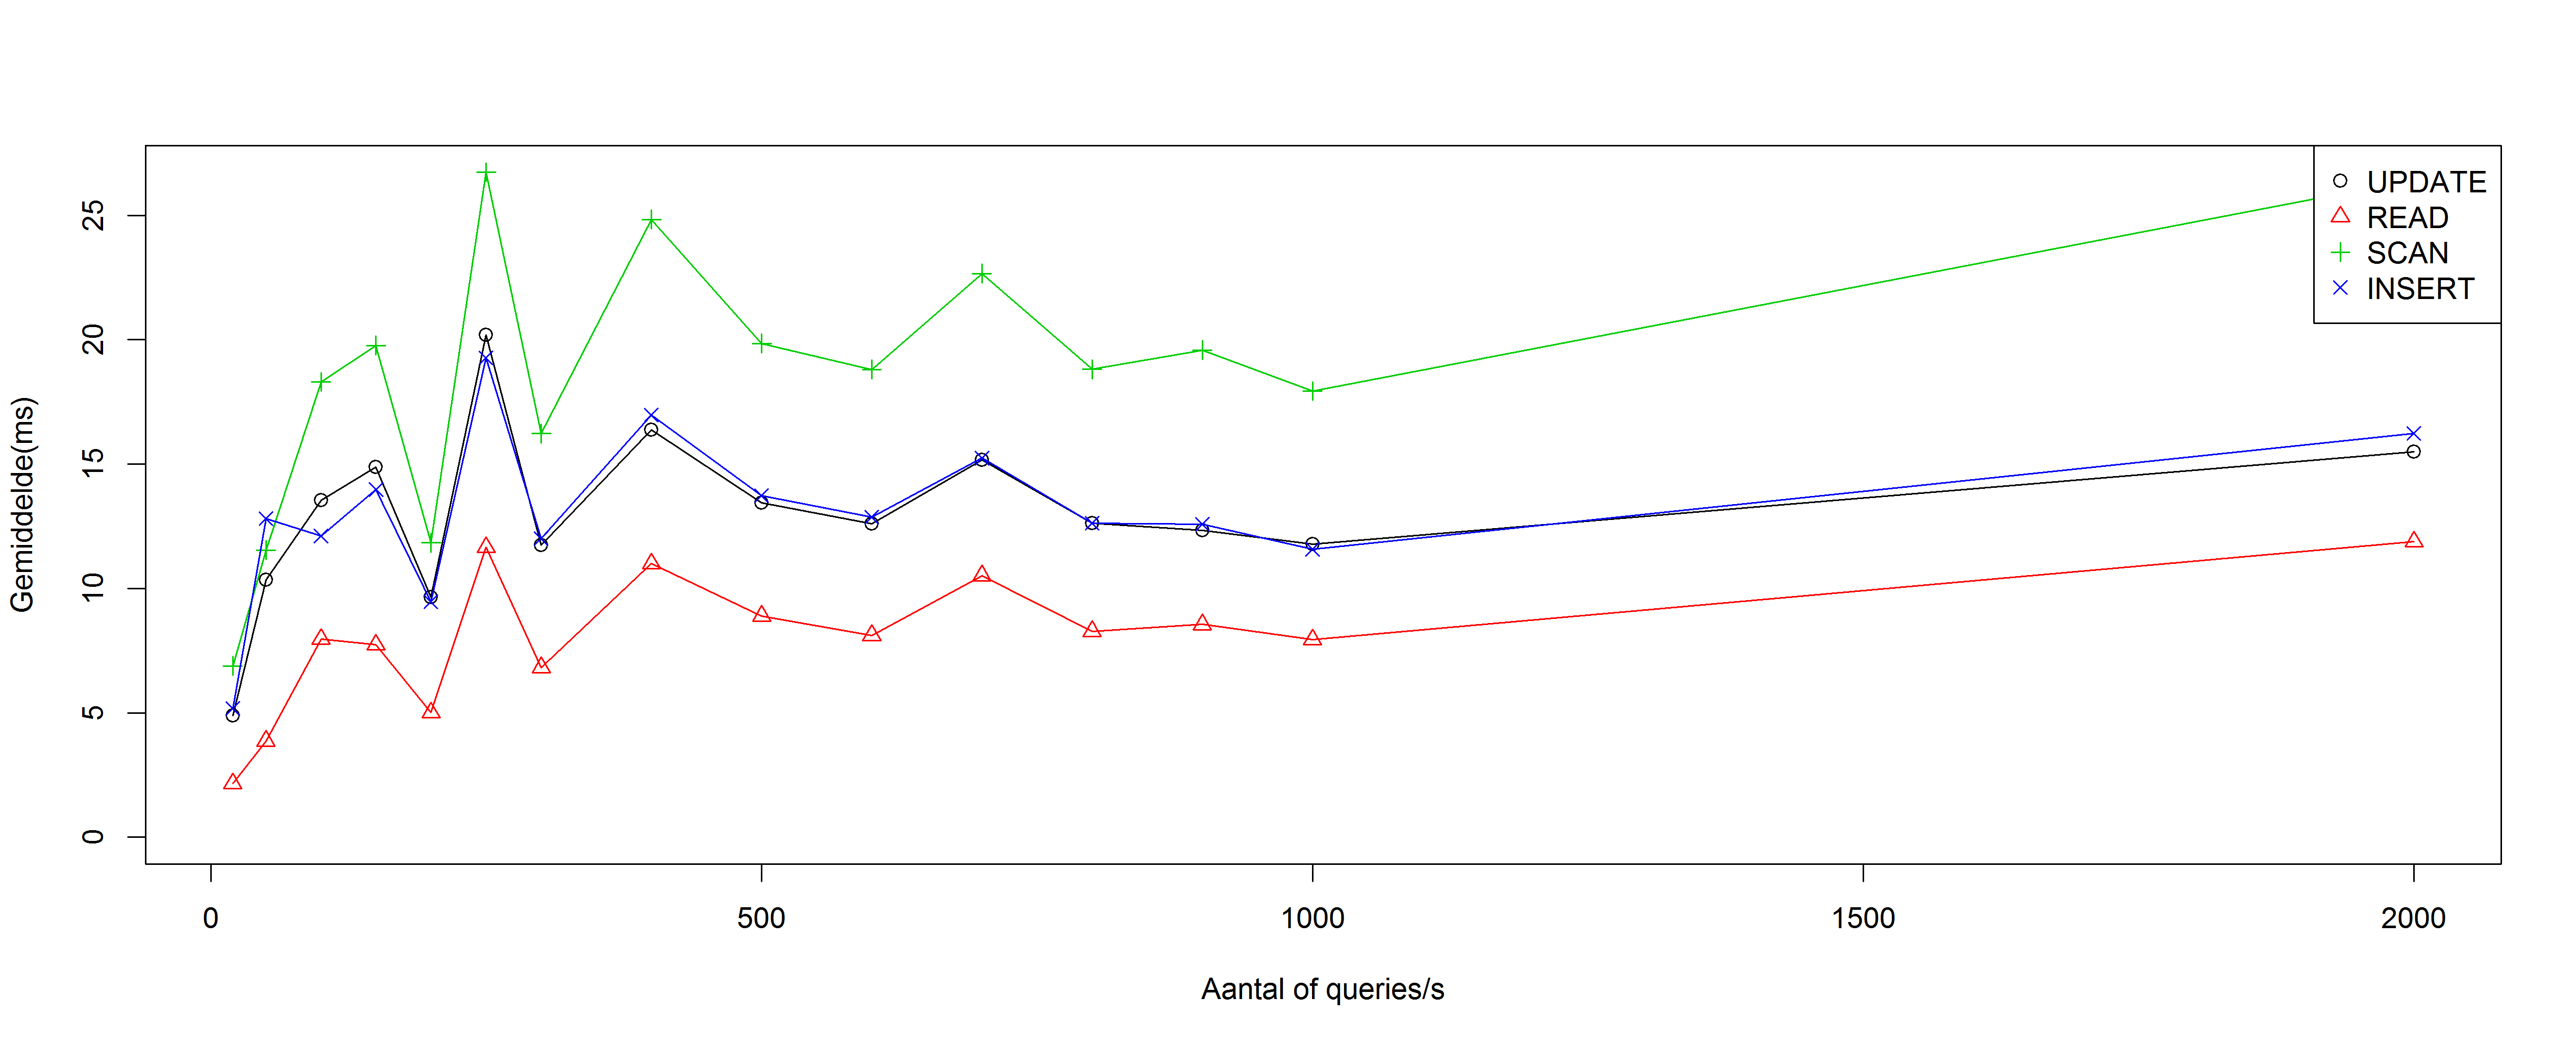 Gemiddelde(ms)
25
20
15
10
5
0
UPDATE
READ
SCAN
INSERT
0 500 1000 1500 2000
Aantal of queries/s